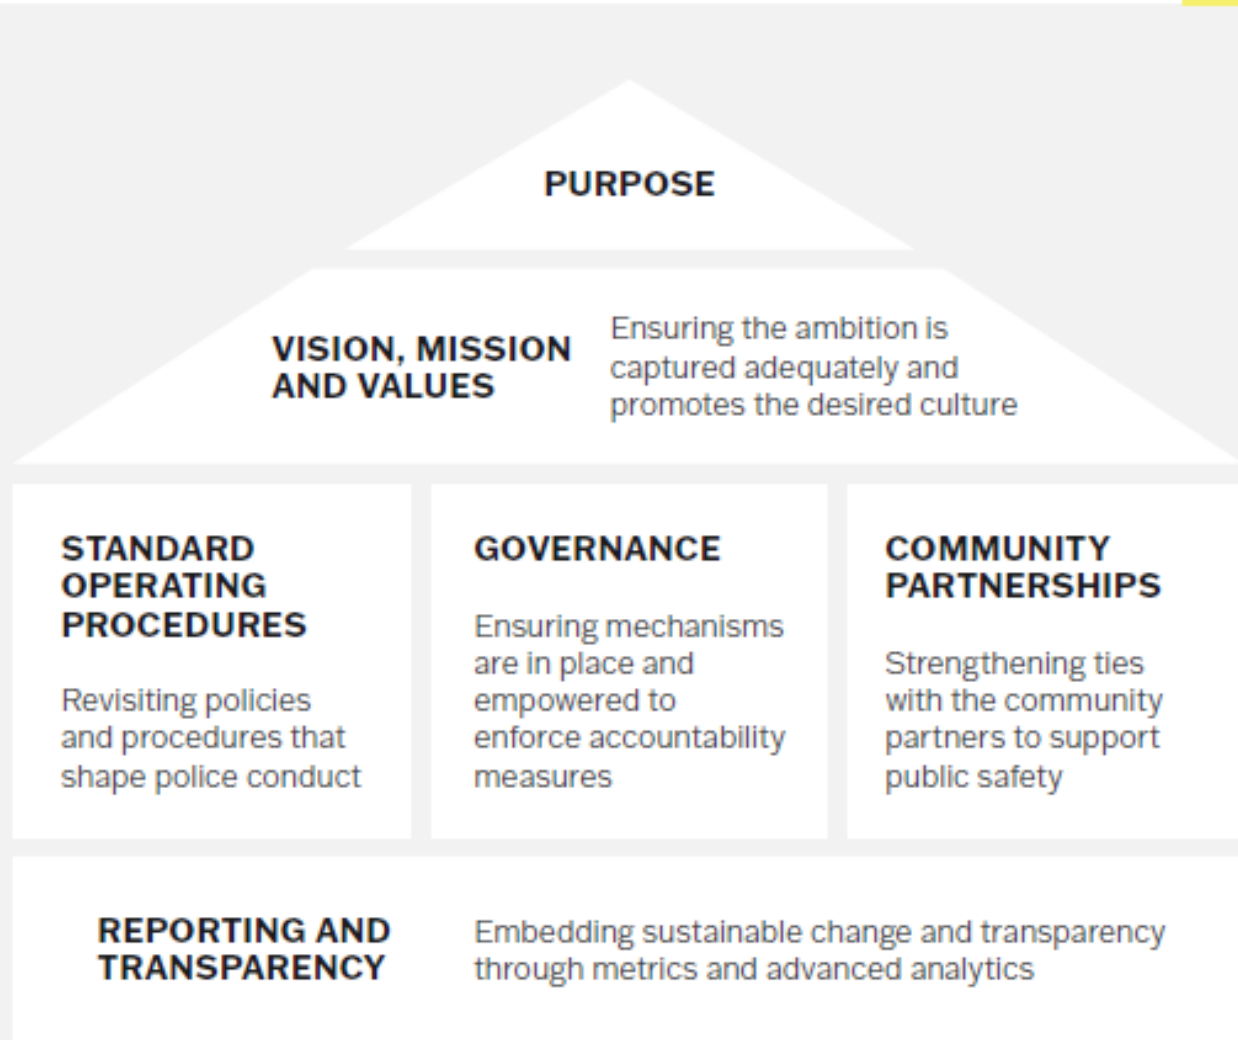 PURPOSE
VISION, MISSION
AND VALUES
Ensuring the ambition is
captured adequately and
promotes the desired culture
STANDARD
OPERATING
PROCEDURES
Revisiting policies
and procedures that
shape police conduct
GOVERNANCE
Ensuring mechanisms
are in place and
empowered to
enforce accountability
measures
COMMUNITY
PARTNERSHIPS
Strengthening ties
with the community
partners to support
public safety
REPORTING AND
TRANSPARENCY
Embedding sustainable change and transparency
through metrics and advanced analytics